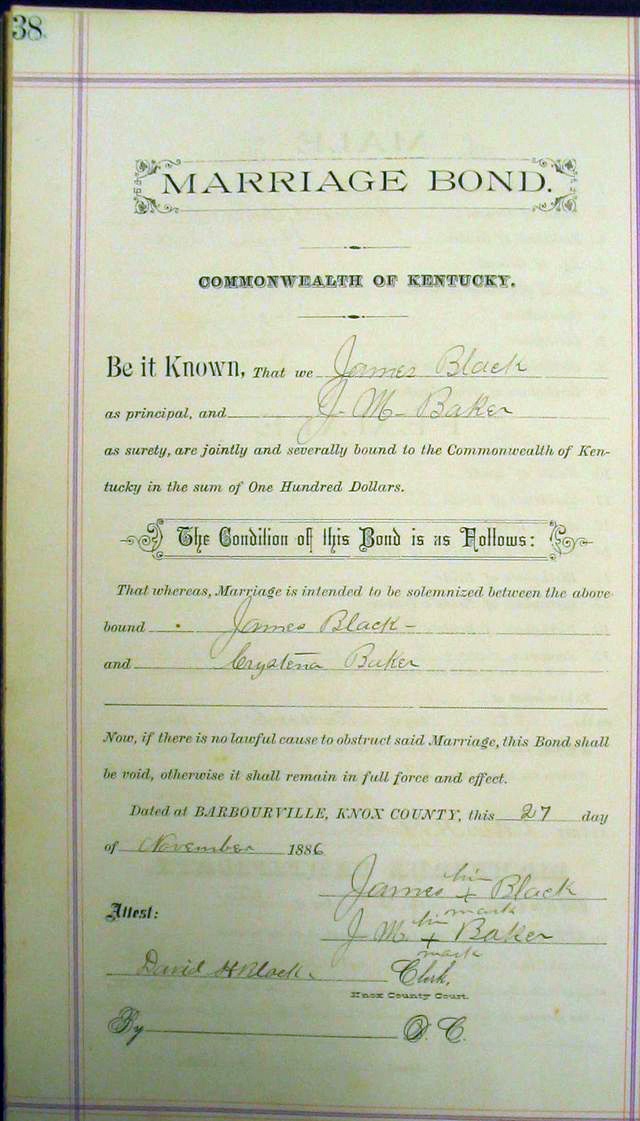 38
MARRIAGE BOND.
COMMONWEALTH OF KENTUCKY.
Be it Known, That we James Black
as principal, and J. M. Baker
as surety, are jointly and severally bound to the Commonwealth of Ken-
tucky in the sum of One Hundred Dollars.
The Condition of this Bond is as Follows:
That whereas, Marriage is intended to be solemnized between the above
bound James Black
and Crystena Baker
Now, if there is no lawful cause to obstruct said Marriage, this Bond shall
be void, otherwise it shall remain in full force and effect.
Dated at BARBOURVILLE, KNOX COUNTY, this 27 day
of November 1886
James his x mark Black
Attest:
J M his x mark Baker
David H Clerk,
Knox County Court.
By D. C.